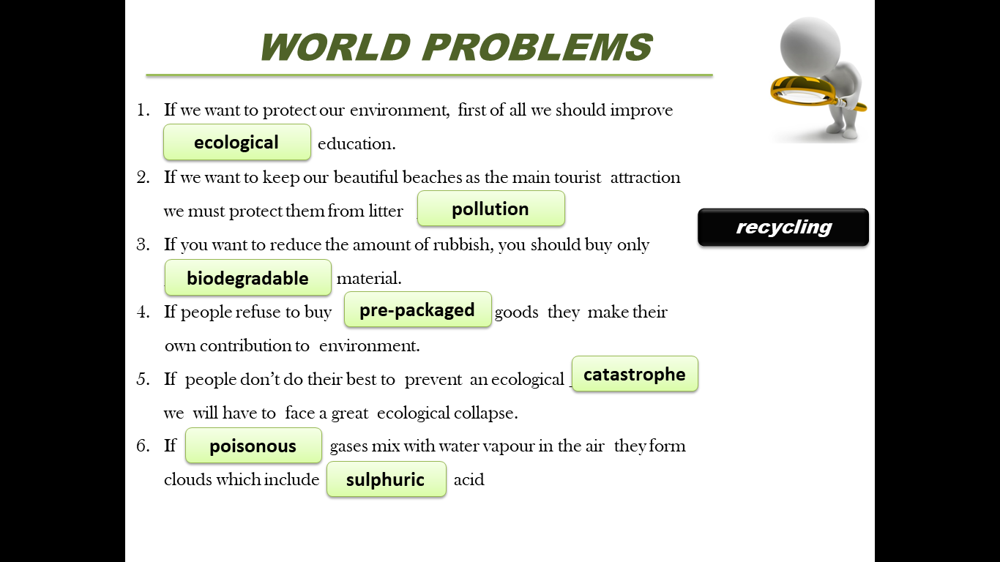 WORLD PROBLEMS
1. If we want to protect our environment, first of all we should improve
ecological education.
2. If we want to keep our beautiful beaches as the main tourist attraction
we must protect them from litter pollution
recycling
3. If you want to reduce the amount of rubbish, you should buy only
biodegradable material.
4. If people refuse to buy pre-packaged goods they make their
own contribution to environment.
5. If people don't do their best to prevent an ecological catastrophe
we will have to face a great ecological collapse.
6. If poisonous gases mix with water vapour in the air they form
clouds which include sulphuric acid